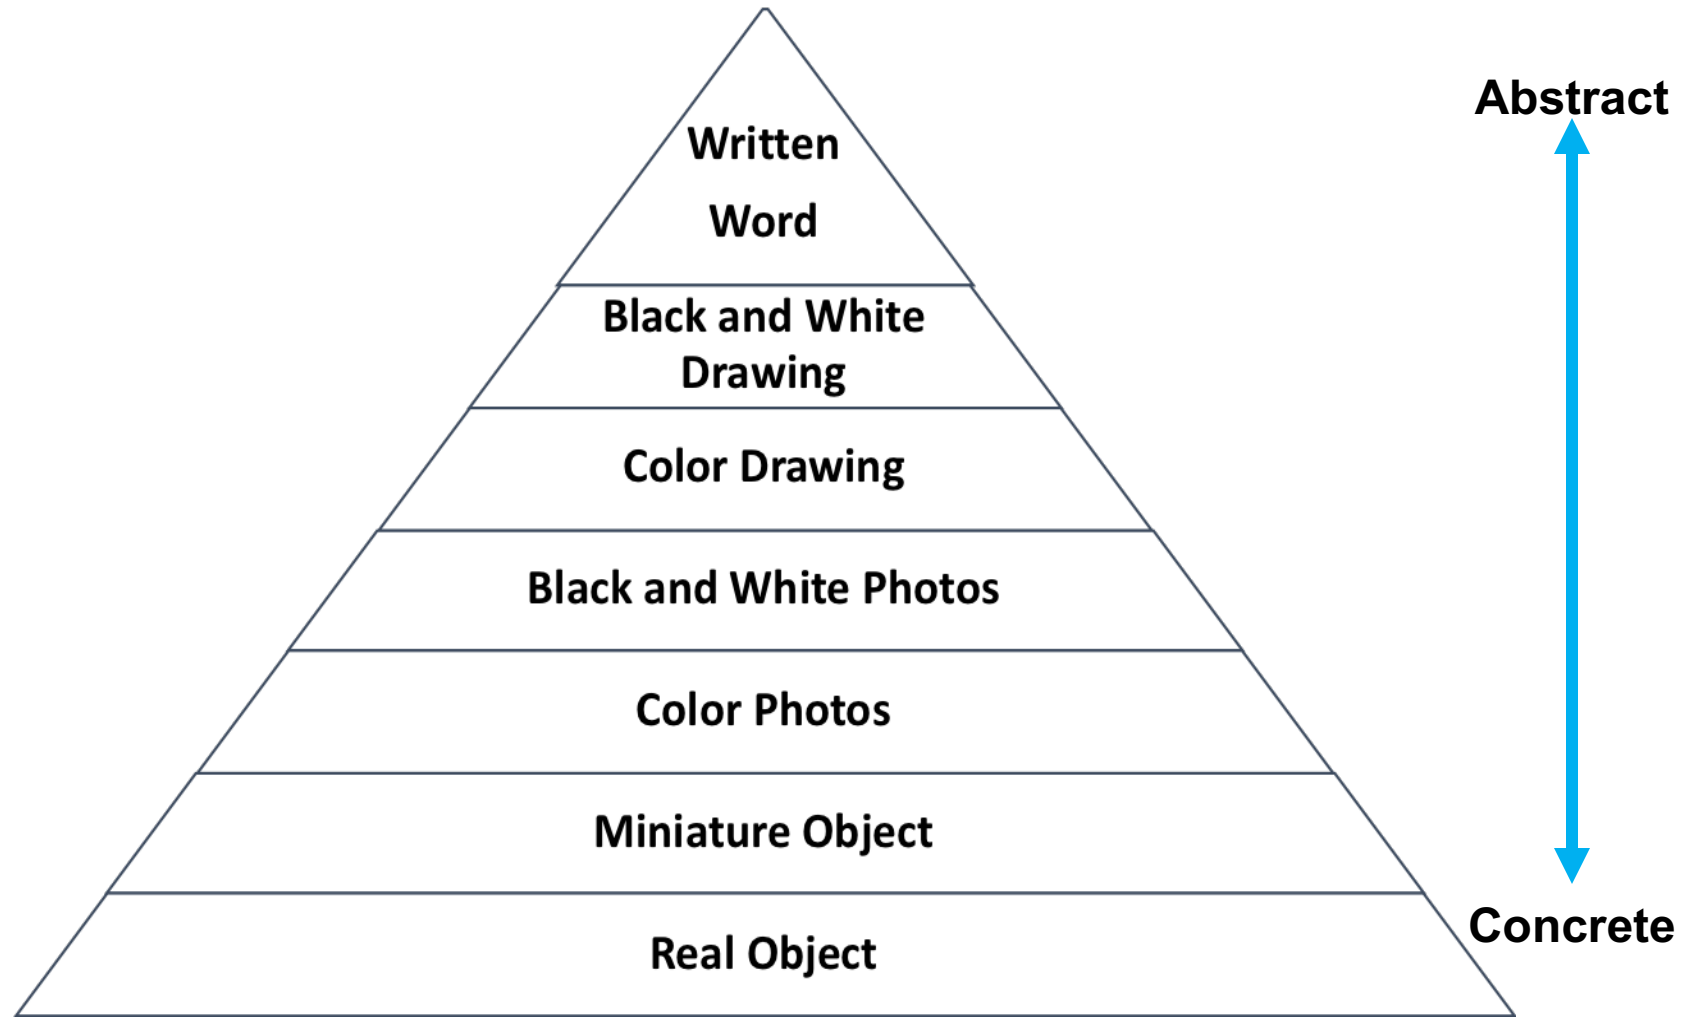 Abstract
Written
Word
Black and White
Drawing
Color Drawing
Black and White Photos
Color Photos
Miniature Object
Concrete
Real Object